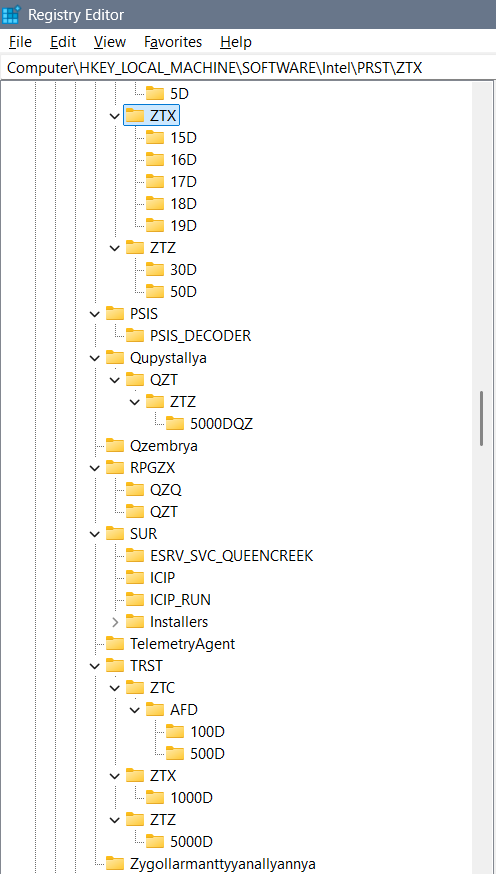 Registry Editor
File Edit View Favorites Help
Computer\HKEY_LOCAL_MACHINE\SOFTWARE\Intel\PRST\ZTX
5D
ZTX
15D
16D
17D
18D
19D
ZTZ
30D
50D
PSIS
PSIS_DECODER
Qupystallya
QZT
ZTZ
5000DQZ
Qzembrya
RPGZX
QZQ
QZT
SUR
ESRV_SVC_QUEENCREEK
ICIP
ICIP_RUN
Installers
TelemetryAgent
TRST
ZTC
AFD
100D
500D
ZTX
1000D
ZTZ
5000D
Zygollarmanttyyanallyannya